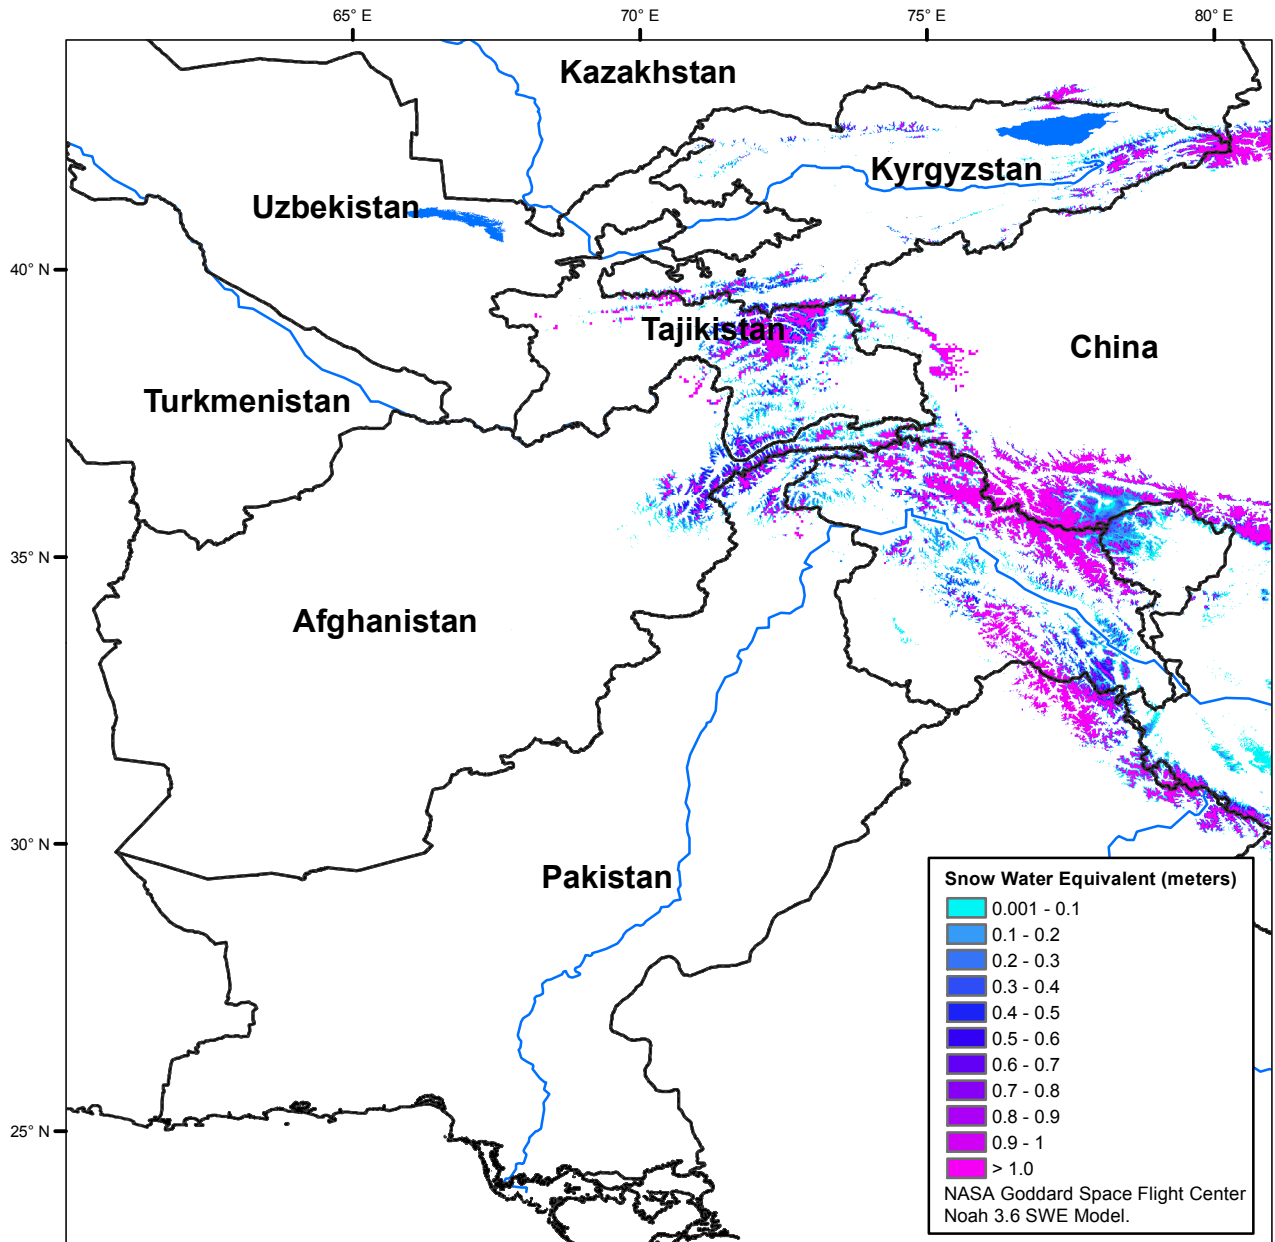 65° E
70° E
75° E
80° E
Kazakhstan
Kyrgyzstan
Uzbekistan
40° N
Tajikistan
China
Turkmenistan
35° N
Afghanistan
30° N
Pakistan
25° N
Snow Water Equivalent (meters)
0.001 - 0.1
0.1 - 0.2
0.2 - 0.3
0.3 - 0.4
0.4 - 0.5
0.5 - 0.6
0.6 - 0.7
0.7 - 0.8
0.8 - 0.9
0.9 - 1
> 1.0
NASA Goddard Space Flight Center
Noah 3.6 SWE Model.